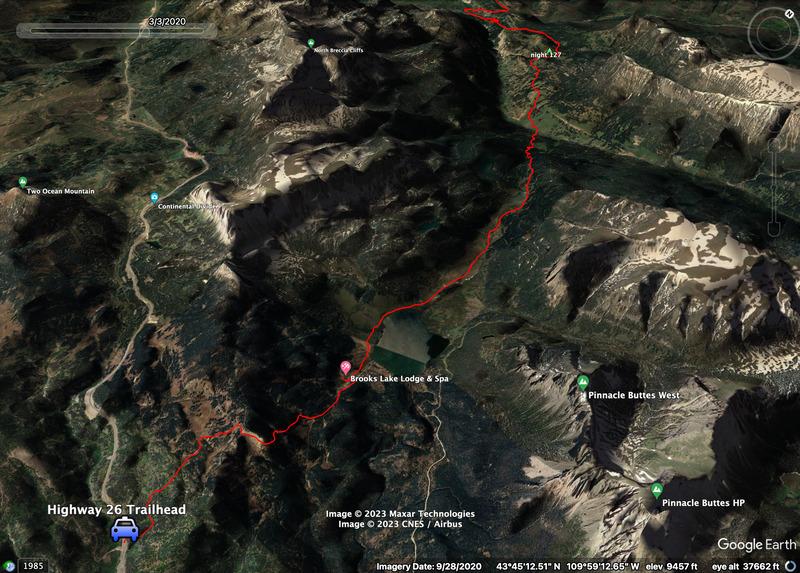 3/3/2020
North Breccia Cliffs
night 127
Two Ocean Mountain
Continental Divide
Brooks Lake Lodge & Spa
Pinnacle Buttes West
Pinnacle Buttes HP
Highway 26 Trailhead
Image © 2023 Maxar Technologies
Image © 2023 CNES / Airbus
Google Earth
1985
Imagery Date: 9/28/2020 43°45'12.51" N 109°59'12.65" W elev 9457 ft eye alt 37662 ft